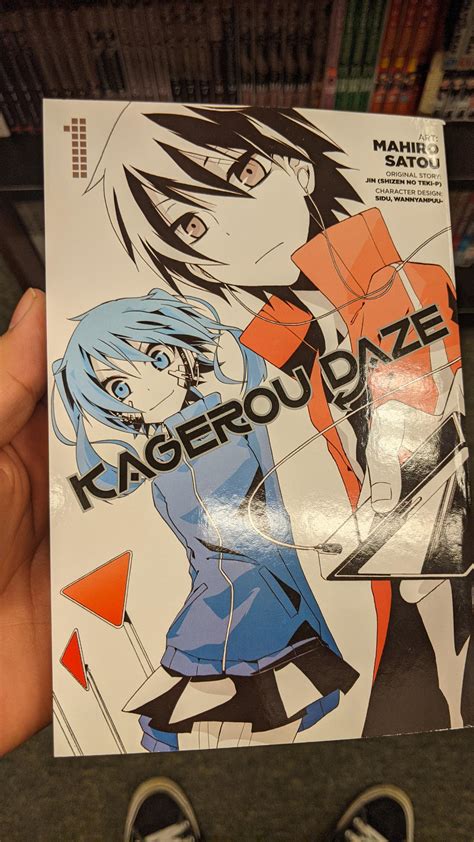 1
ART:
MAHIRO
SATOU
ORIGINAL STORY:
JIN (SHIZEN NO TEKI-P)
CHARACTER DESIGN:
SIDU, WANNYANPUU-
KAGEROU DAZE